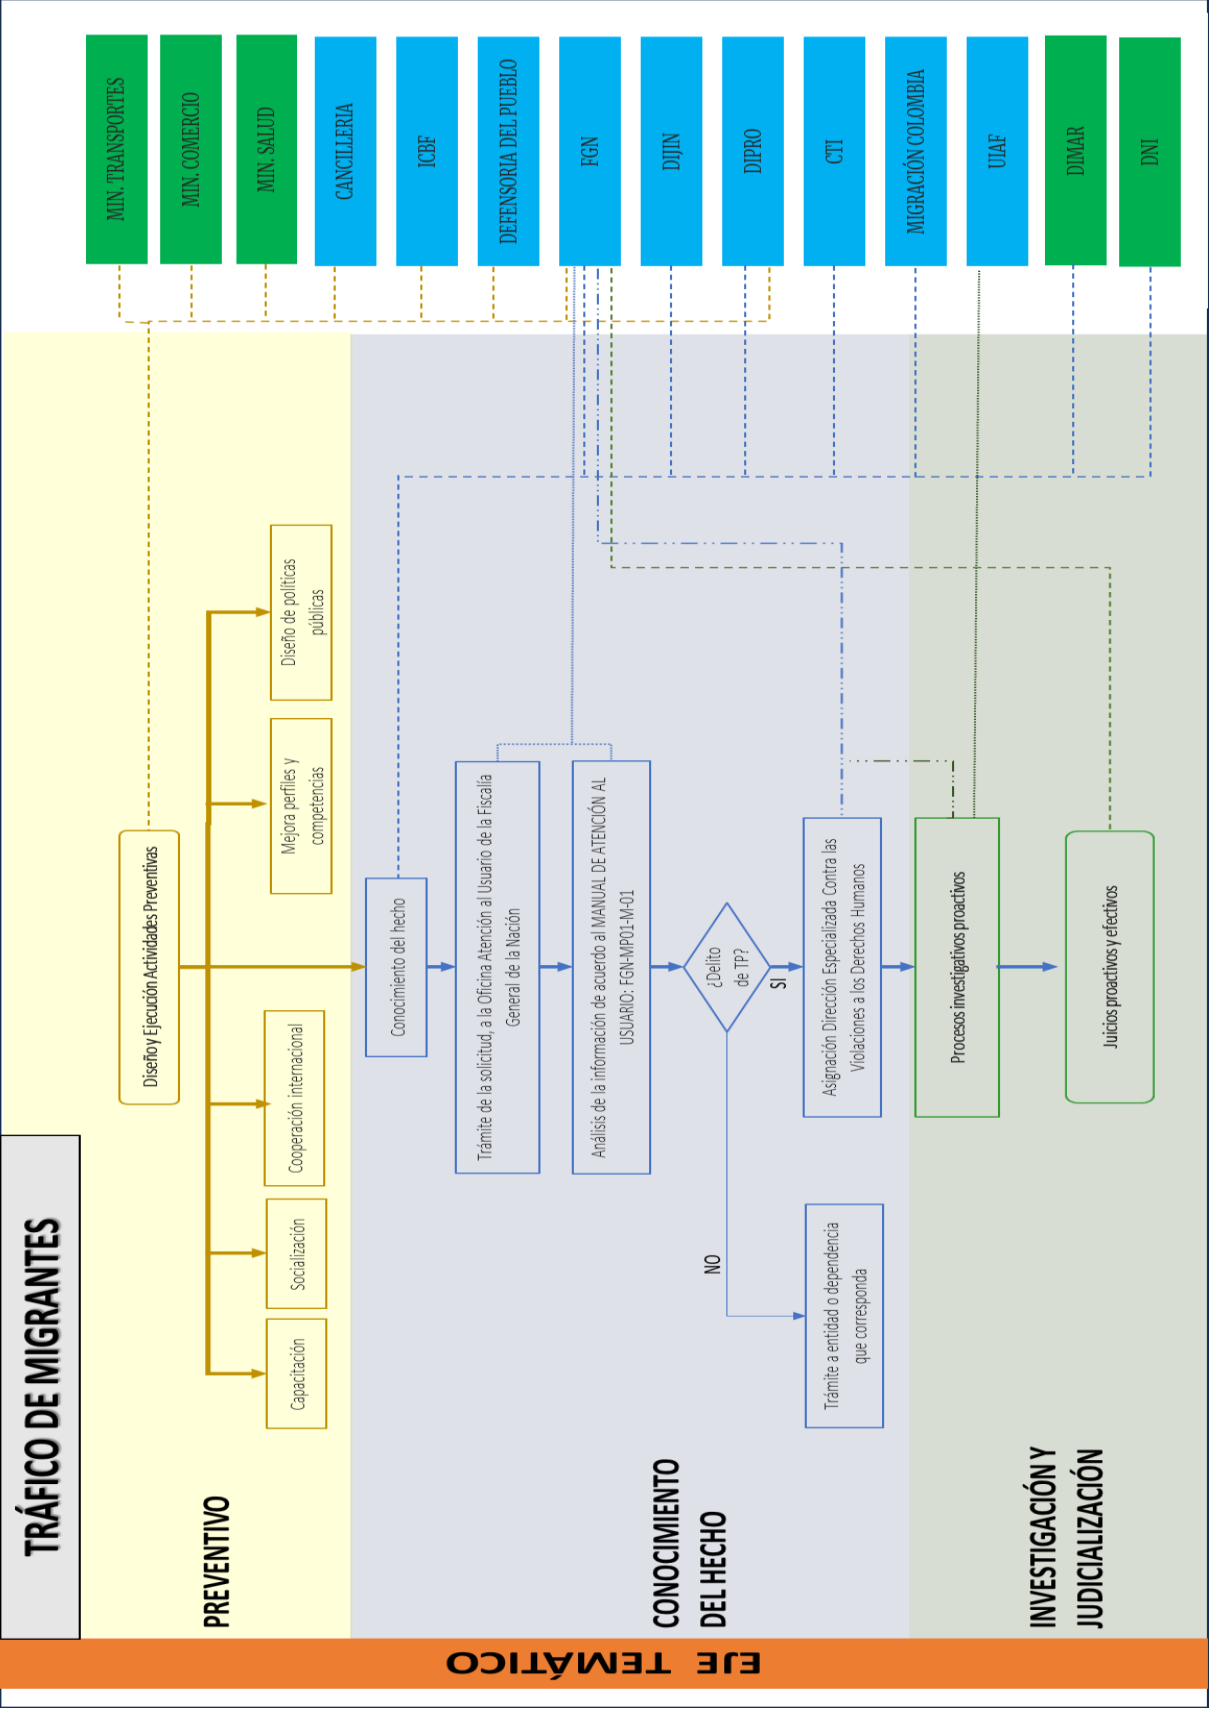 TRÁFICO DE MIGRANTES
EJE TEMÁTICO
PREVENTIVO
Diseño y Ejecución Actividades Preventivas
Capacitación
Socialización
Cooperación internacional
Mejora perfiles y
competencias
Diseño de políticas
públicas
CONOCIMIENTO
DEL HECHO
Conocimiento del hecho
Trámite de la solicitud, a la Oficina Atención al Usuario de la Fiscalía
General de la Nación
Análisis de la información de acuerdo al MANUAL DE ATENCIÓN AL
USUARIO: FGN-MP01-M-01
¿Delito
de TP?
NO
SI
Trámite a entidad o dependencia
que corresponda
Asignación Dirección Especializada Contra las
Violaciones a los Derechos Humanos
INVESTIGACIÓN Y
JUDICIALIZACIÓN
Procesos investigativos proactivos
Juicios proactivos y efectivos
MIN. TRANSPORTES
MIN. COMERCIO
MIN. SALUD
CANCILLERIA
ICBF
DEFENSORIA DEL PUEBLO
FGN
DIJIN
DIPRO
CTI
MIGRACIÓN COLOMBIA
UIAF
DIMAR
DNI